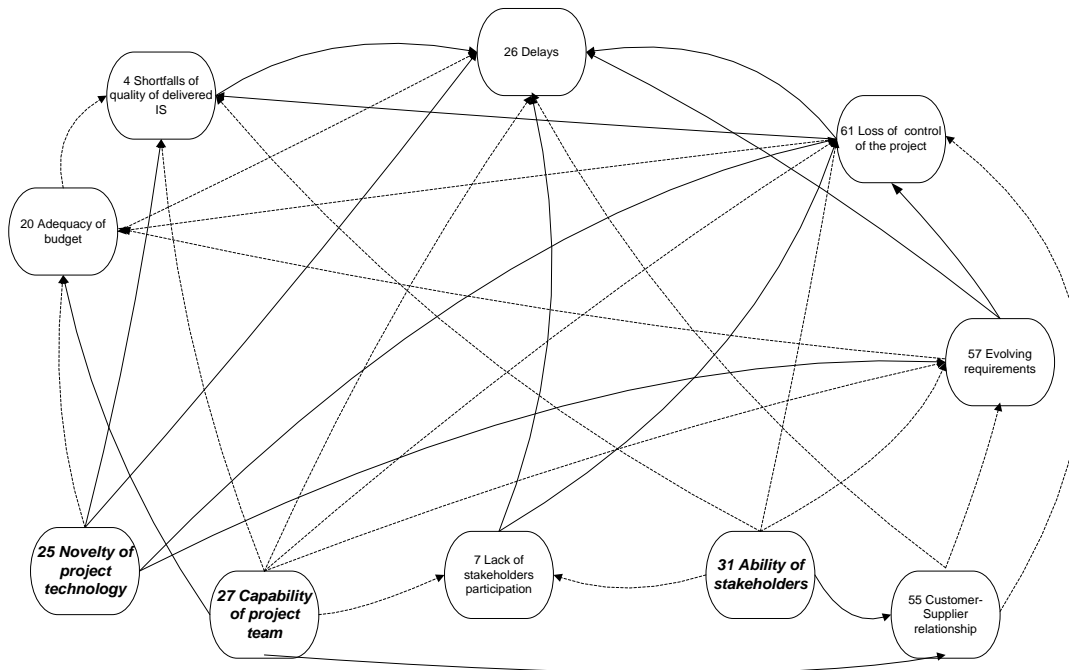 26 Delays
4 Shortfalls of
quality of delivered
IS
61 Loss of control
of the project
20 Adequacy of
budget
57 Evolving
requirements
25 Novelty of
project
technology
27 Capability
of project
team
7 Lack of
stakeholders
participation
31 Ability of
stakeholders
55 Customer-
Supplier
relationship